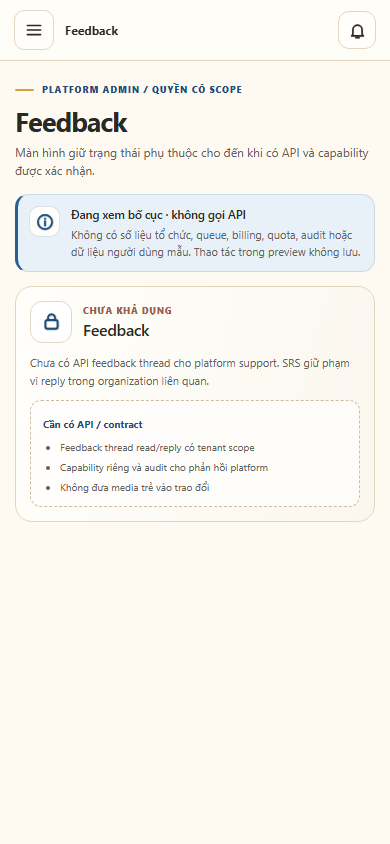 Feedback
PLATFORM ADMIN / QUYỀN CÓ SCOPE
Feedback
Màn hình giữ trạng thái phụ thuộc cho đến khi có API và capability
được xác nhận.
Đang xem bố cục · không gọi API
Không có số liệu tổ chức, queue, billing, quota, audit hoặc
dữ liệu người dùng mẫu. Thao tác trong preview không lưu.
CHƯA KHẢ DỤNG
Feedback
Chưa có API feedback thread cho platform support. SRS giữ phạm
vi reply trong organization liên quan.
Cần có API / contract
Feedback thread read/reply có tenant scope
Capability riêng và audit cho phản hồi platform
Không đưa media trẻ vào trao đổi